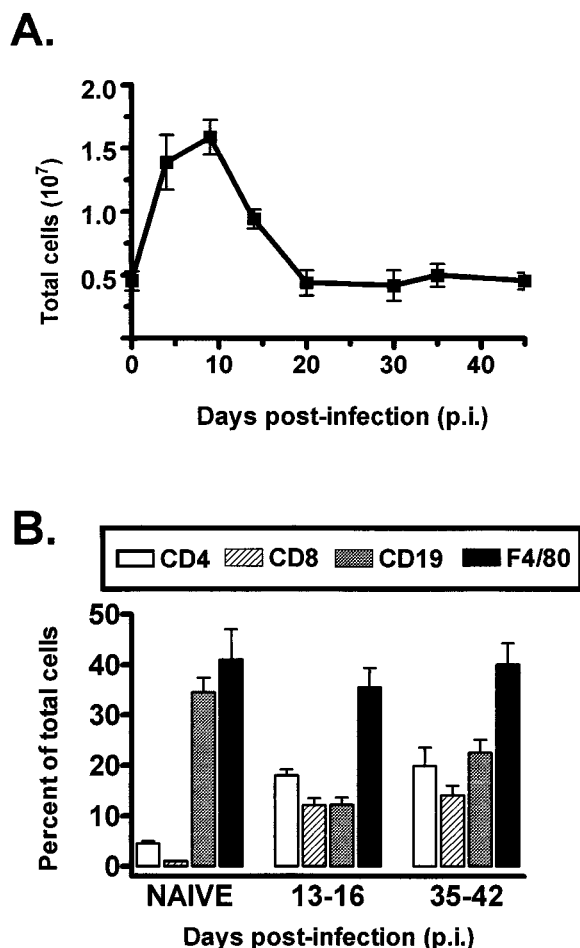 A.
2.0
1.5
1.0
0.5
Total cells (10⁷)
0 10 20 30 40
Days post-infection (p.i.)
B.
CD4 CD8 CD19 F4/80
50
40
30
20
10
0
Percent of total cells
NAIVE 13-16 35-42
Days post-infection (p.i.)